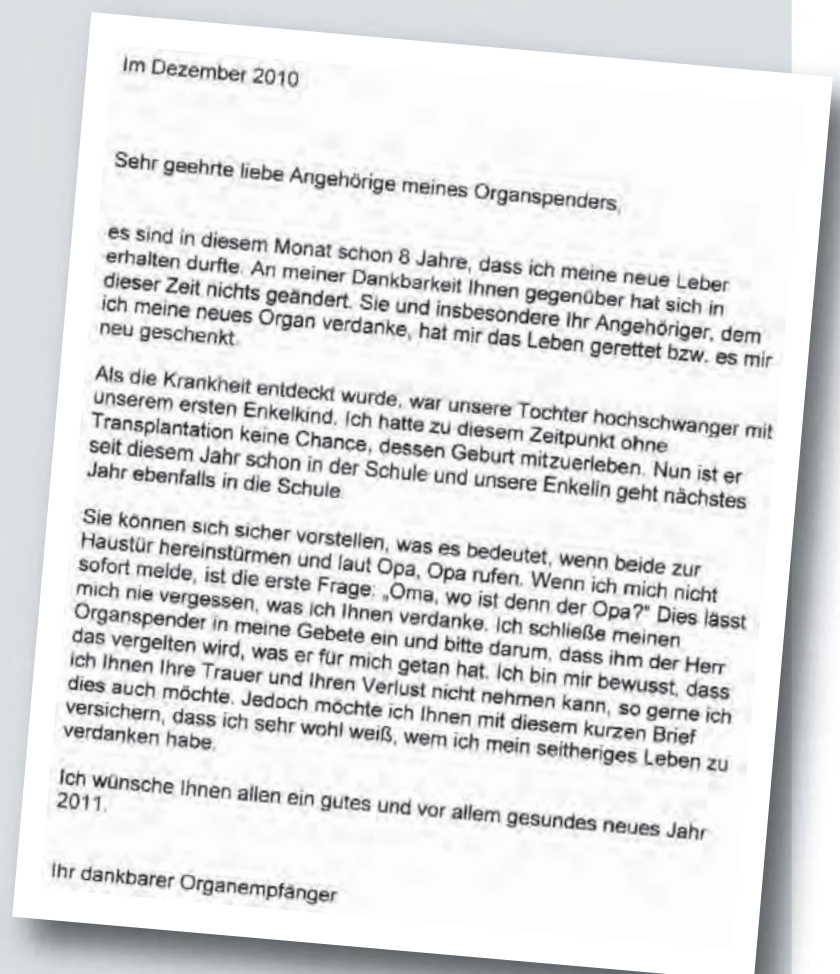 Im Dezember 2010
Sehr geehrte liebe Angehörige meines Organspenders,
es sind in diesem Monat schon 8 Jahre, dass ich meine neue Leber
erhalten durfte. An meiner Dankbarkeit Ihnen gegenüber hat sich in
dieser Zeit nichts geändert. Sie und insbesondere Ihr Angehöriger, dem
ich meine neues Organ verdanke, hat mir das Leben gerettet bzw. es mir
neu geschenkt.
Als die Krankheit entdeckt wurde, war unsere Tochter hochschwanger mit
unserem ersten Enkelkind. Ich hatte zu diesem Zeitpunkt ohne
Transplantation keine Chance, dessen Geburt mitzuerleben. Nun ist er
seit diesem Jahr schon in der Schule und unsere Enkelin geht nächstes
Jahr ebenfalls in die Schule.
Sie können sich sicher vorstellen, was es bedeutet, wenn beide zur
Haustür hereinstürmen und laut Opa, Opa rufen. Wenn ich mich nicht
sofort melde, ist die erste Frage: „Oma, wo ist denn der Opa?" Dies lässt
mich nie vergessen, was ich Ihnen verdanke. Ich schließe meinen
Organspender in meine Gebete ein und bitte darum, dass ihm der Herr
das vergelten wird, was er für mich getan hat. Ich bin mir bewusst, dass
ich Ihnen Ihre Trauer und Ihren Verlust nicht nehmen kann, so gerne ich
dies auch möchte. Jedoch möchte ich Ihnen mit diesem kurzen Brief
versichern, dass ich sehr wohl weiß, wem ich mein seitheriges Leben zu
verdanken habe.
Ich wünsche Ihnen allen ein gutes und vor allem gesundes neues Jahr
2011.
Ihr dankbarer Organempfänger